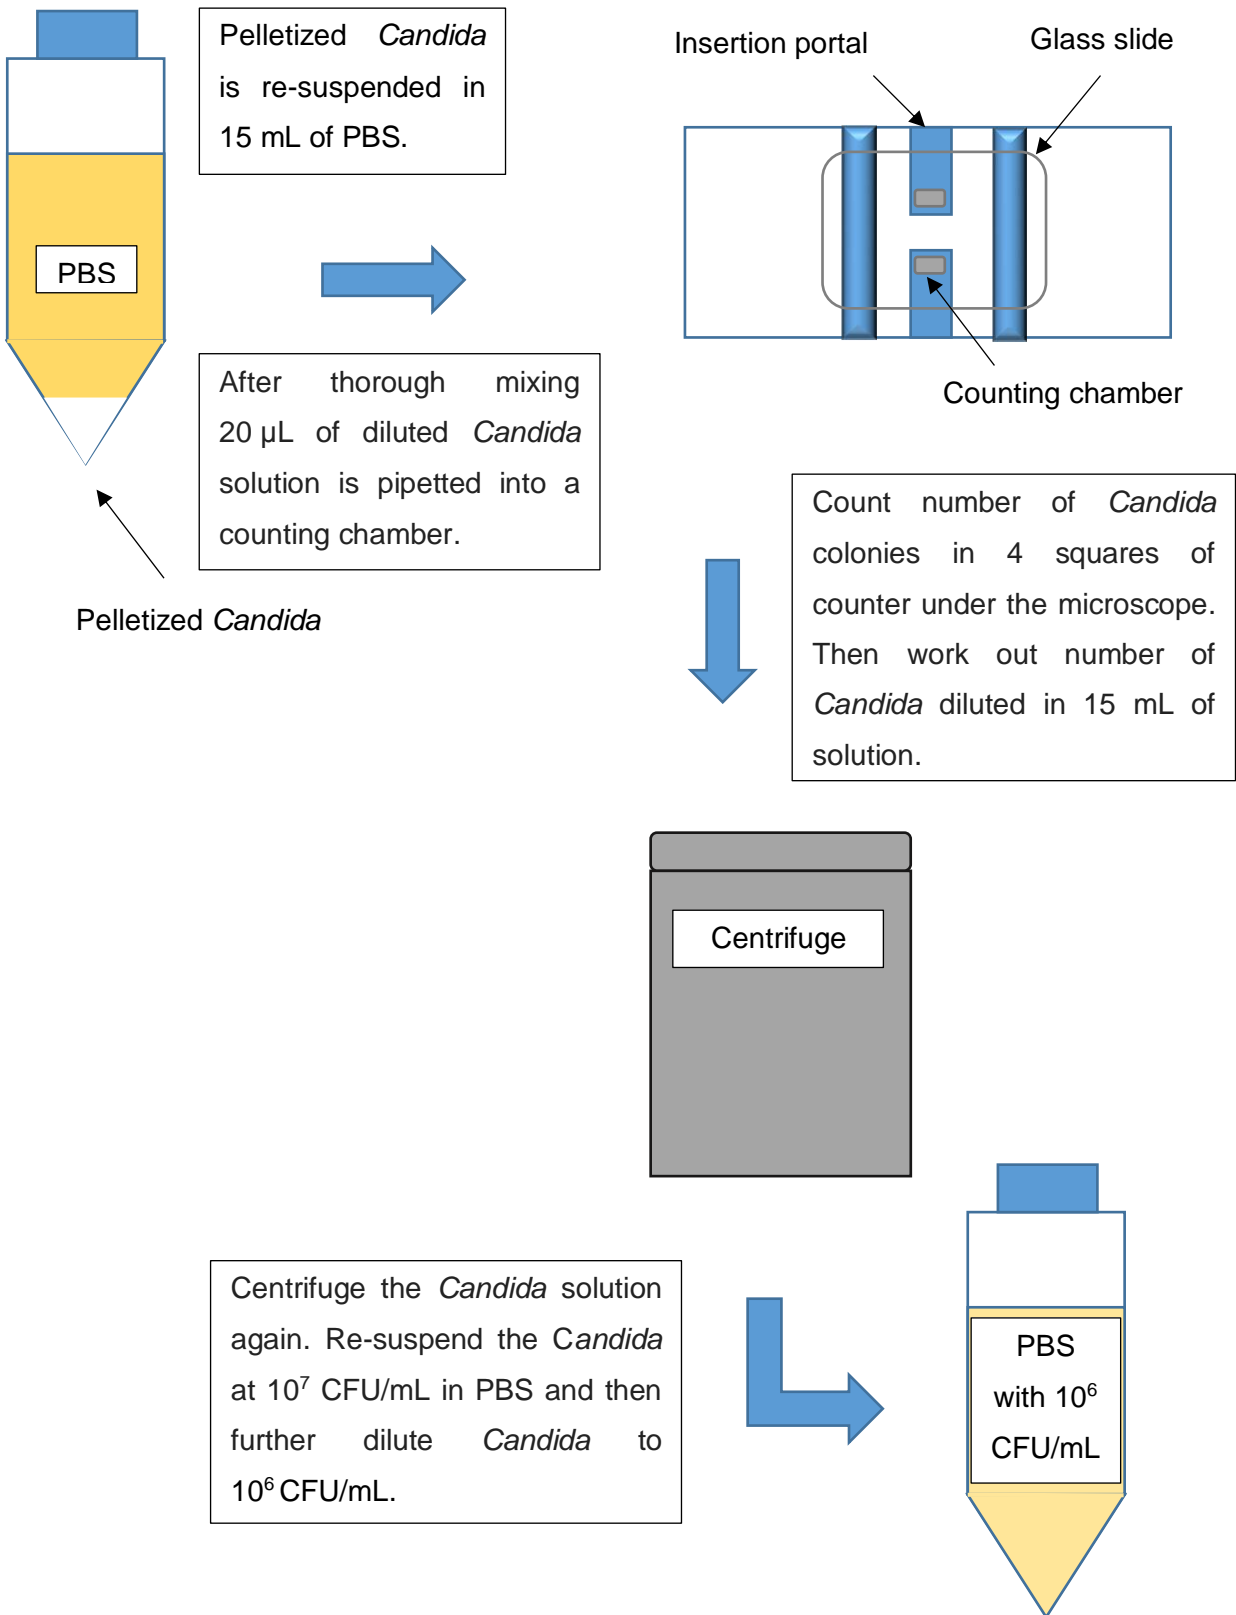 Pelletized Candida
is re-suspended in
15 mL of PBS.
Insertion portal
Glass slide
PBS
After thorough mixing
20 µL of diluted Candida
solution is pipetted into a
counting chamber.
Counting chamber
Pelletized Candida
Count number of Candida
colonies in 4 squares of
counter under the microscope.
Then work out number of
Candida diluted in 15 mL of
solution.
Centrifuge
Centrifuge the Candida solution
again. Re-suspend the Candida
at 10⁷ CFU/mL in PBS and then
further dilute Candida to
10⁶ CFU/mL.
PBS
with 10⁶
CFU/mL